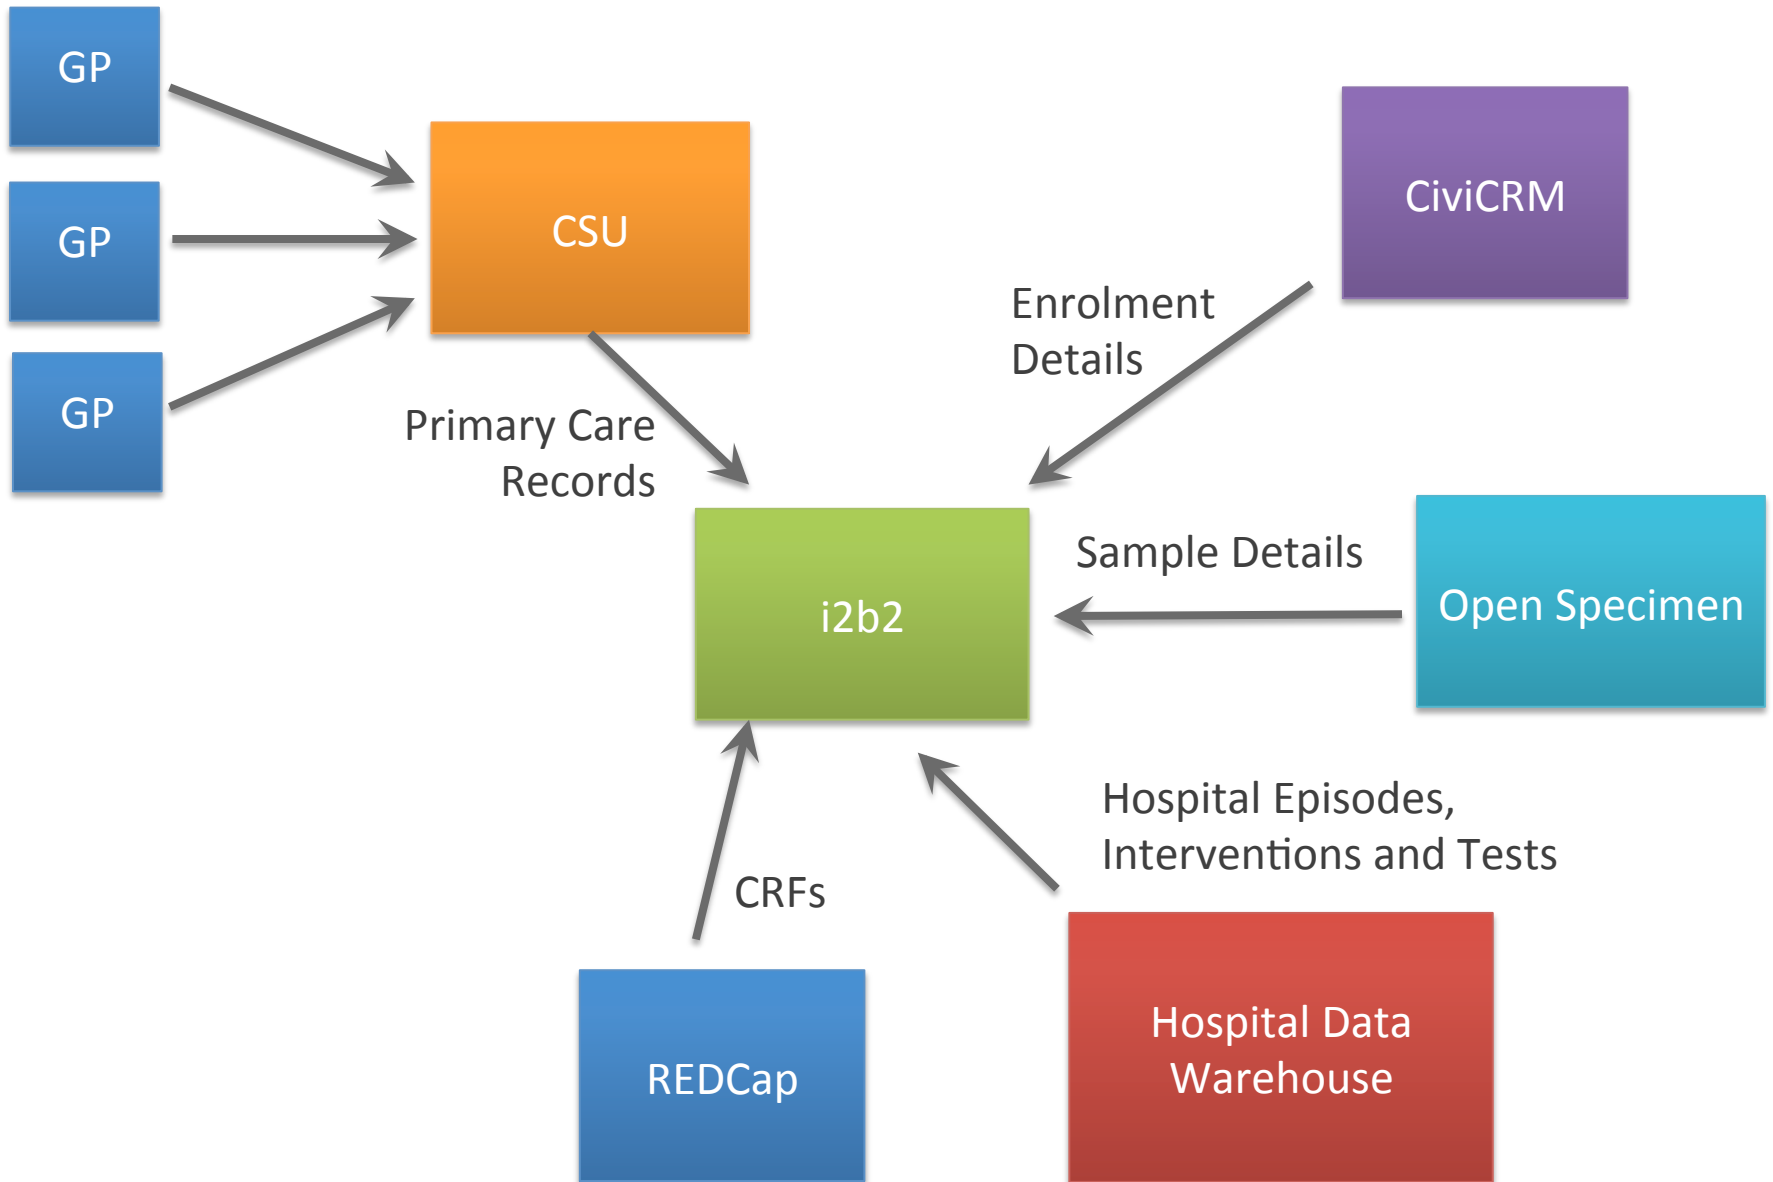 GP
GP
GP
CSU
CiviCRM
Enrolment
Details
Primary Care
Records
Sample Details
Open Specimen
i2b2
Hospital Episodes,
Interventions and Tests
CRFs
REDCap
Hospital Data
Warehouse